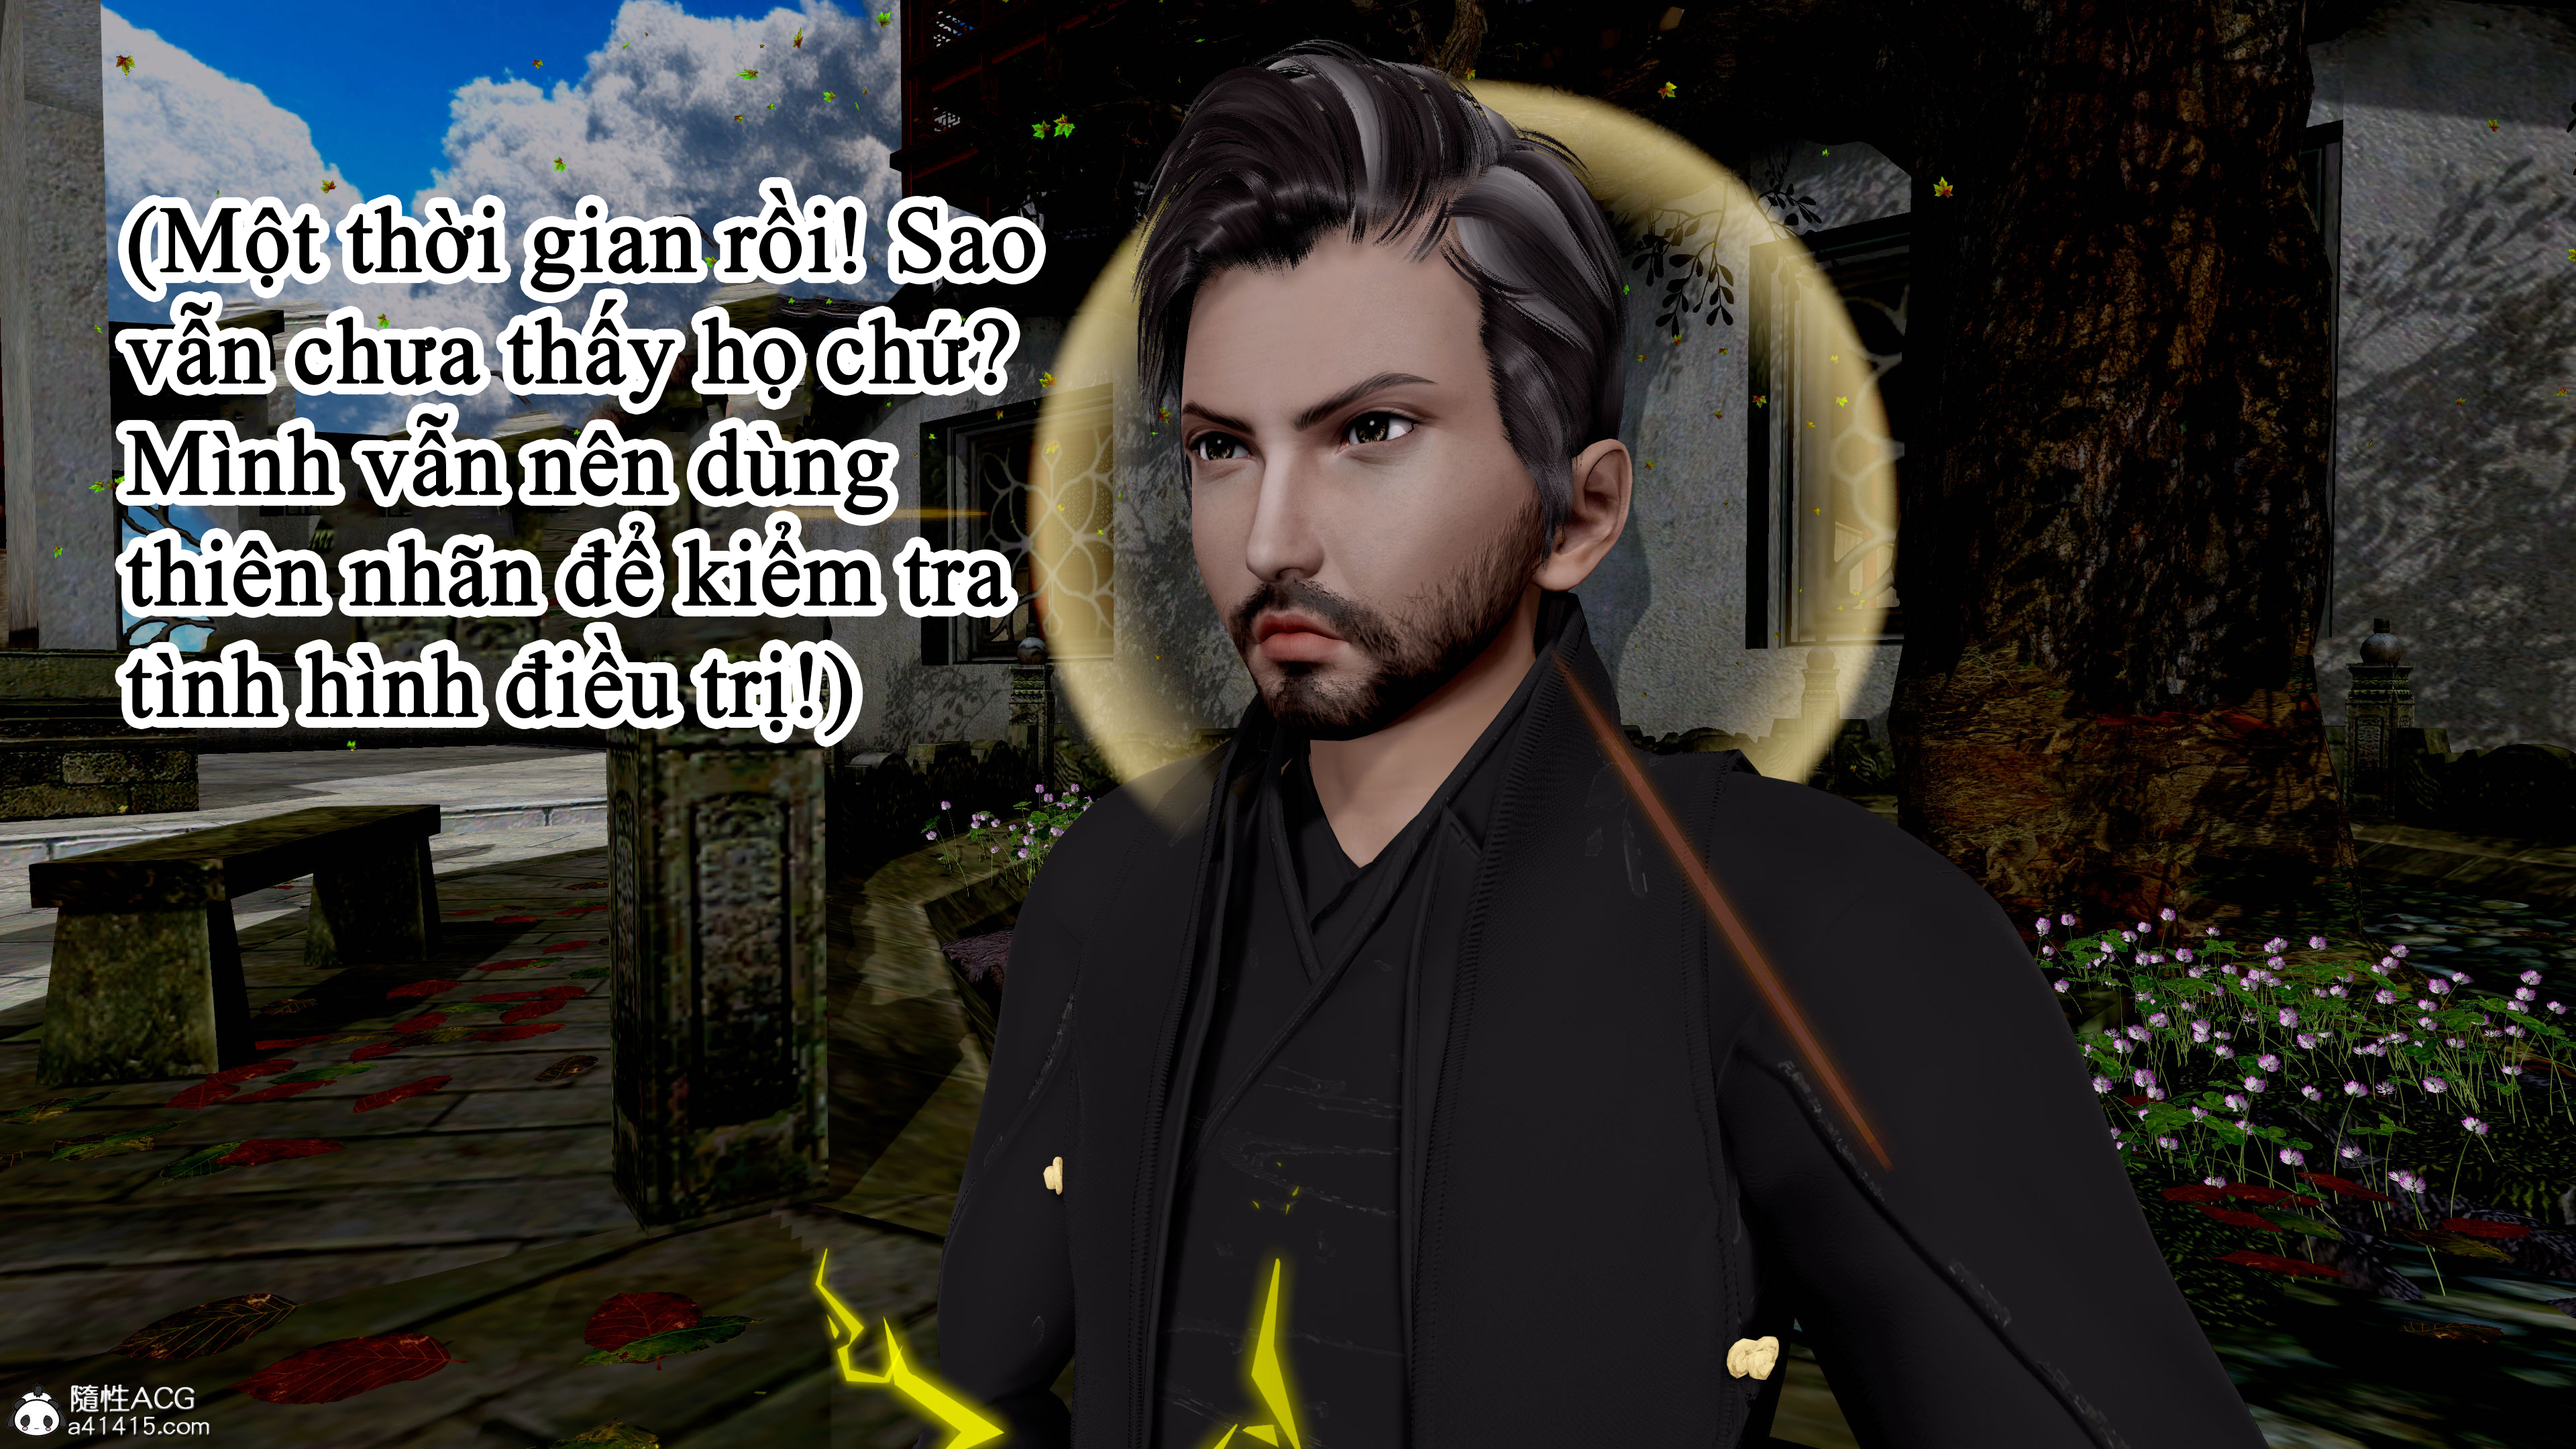 (Một thời gian rồi! Sao
vẫn chưa thấy họ chứ?
Mình vẫn nên dùng
thiên nhãn để kiểm tra
tình hình điều trị!)
隨性ACG
a41415.com